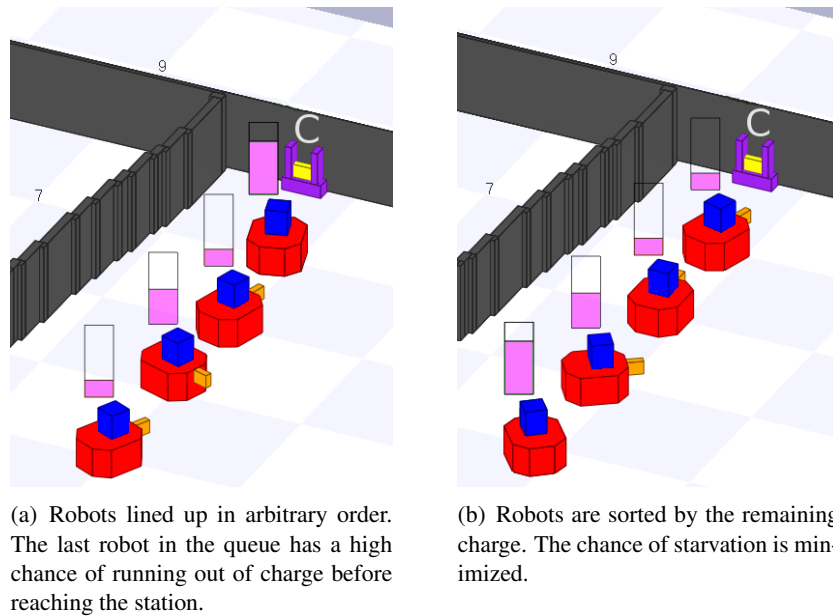 9
C
7
9
C
7
(a) Robots lined up in arbitrary order.
The last robot in the queue has a high
chance of running out of charge before
reaching the station.
(b) Robots are sorted by the remaining
charge. The chance of starvation is min-
imized.